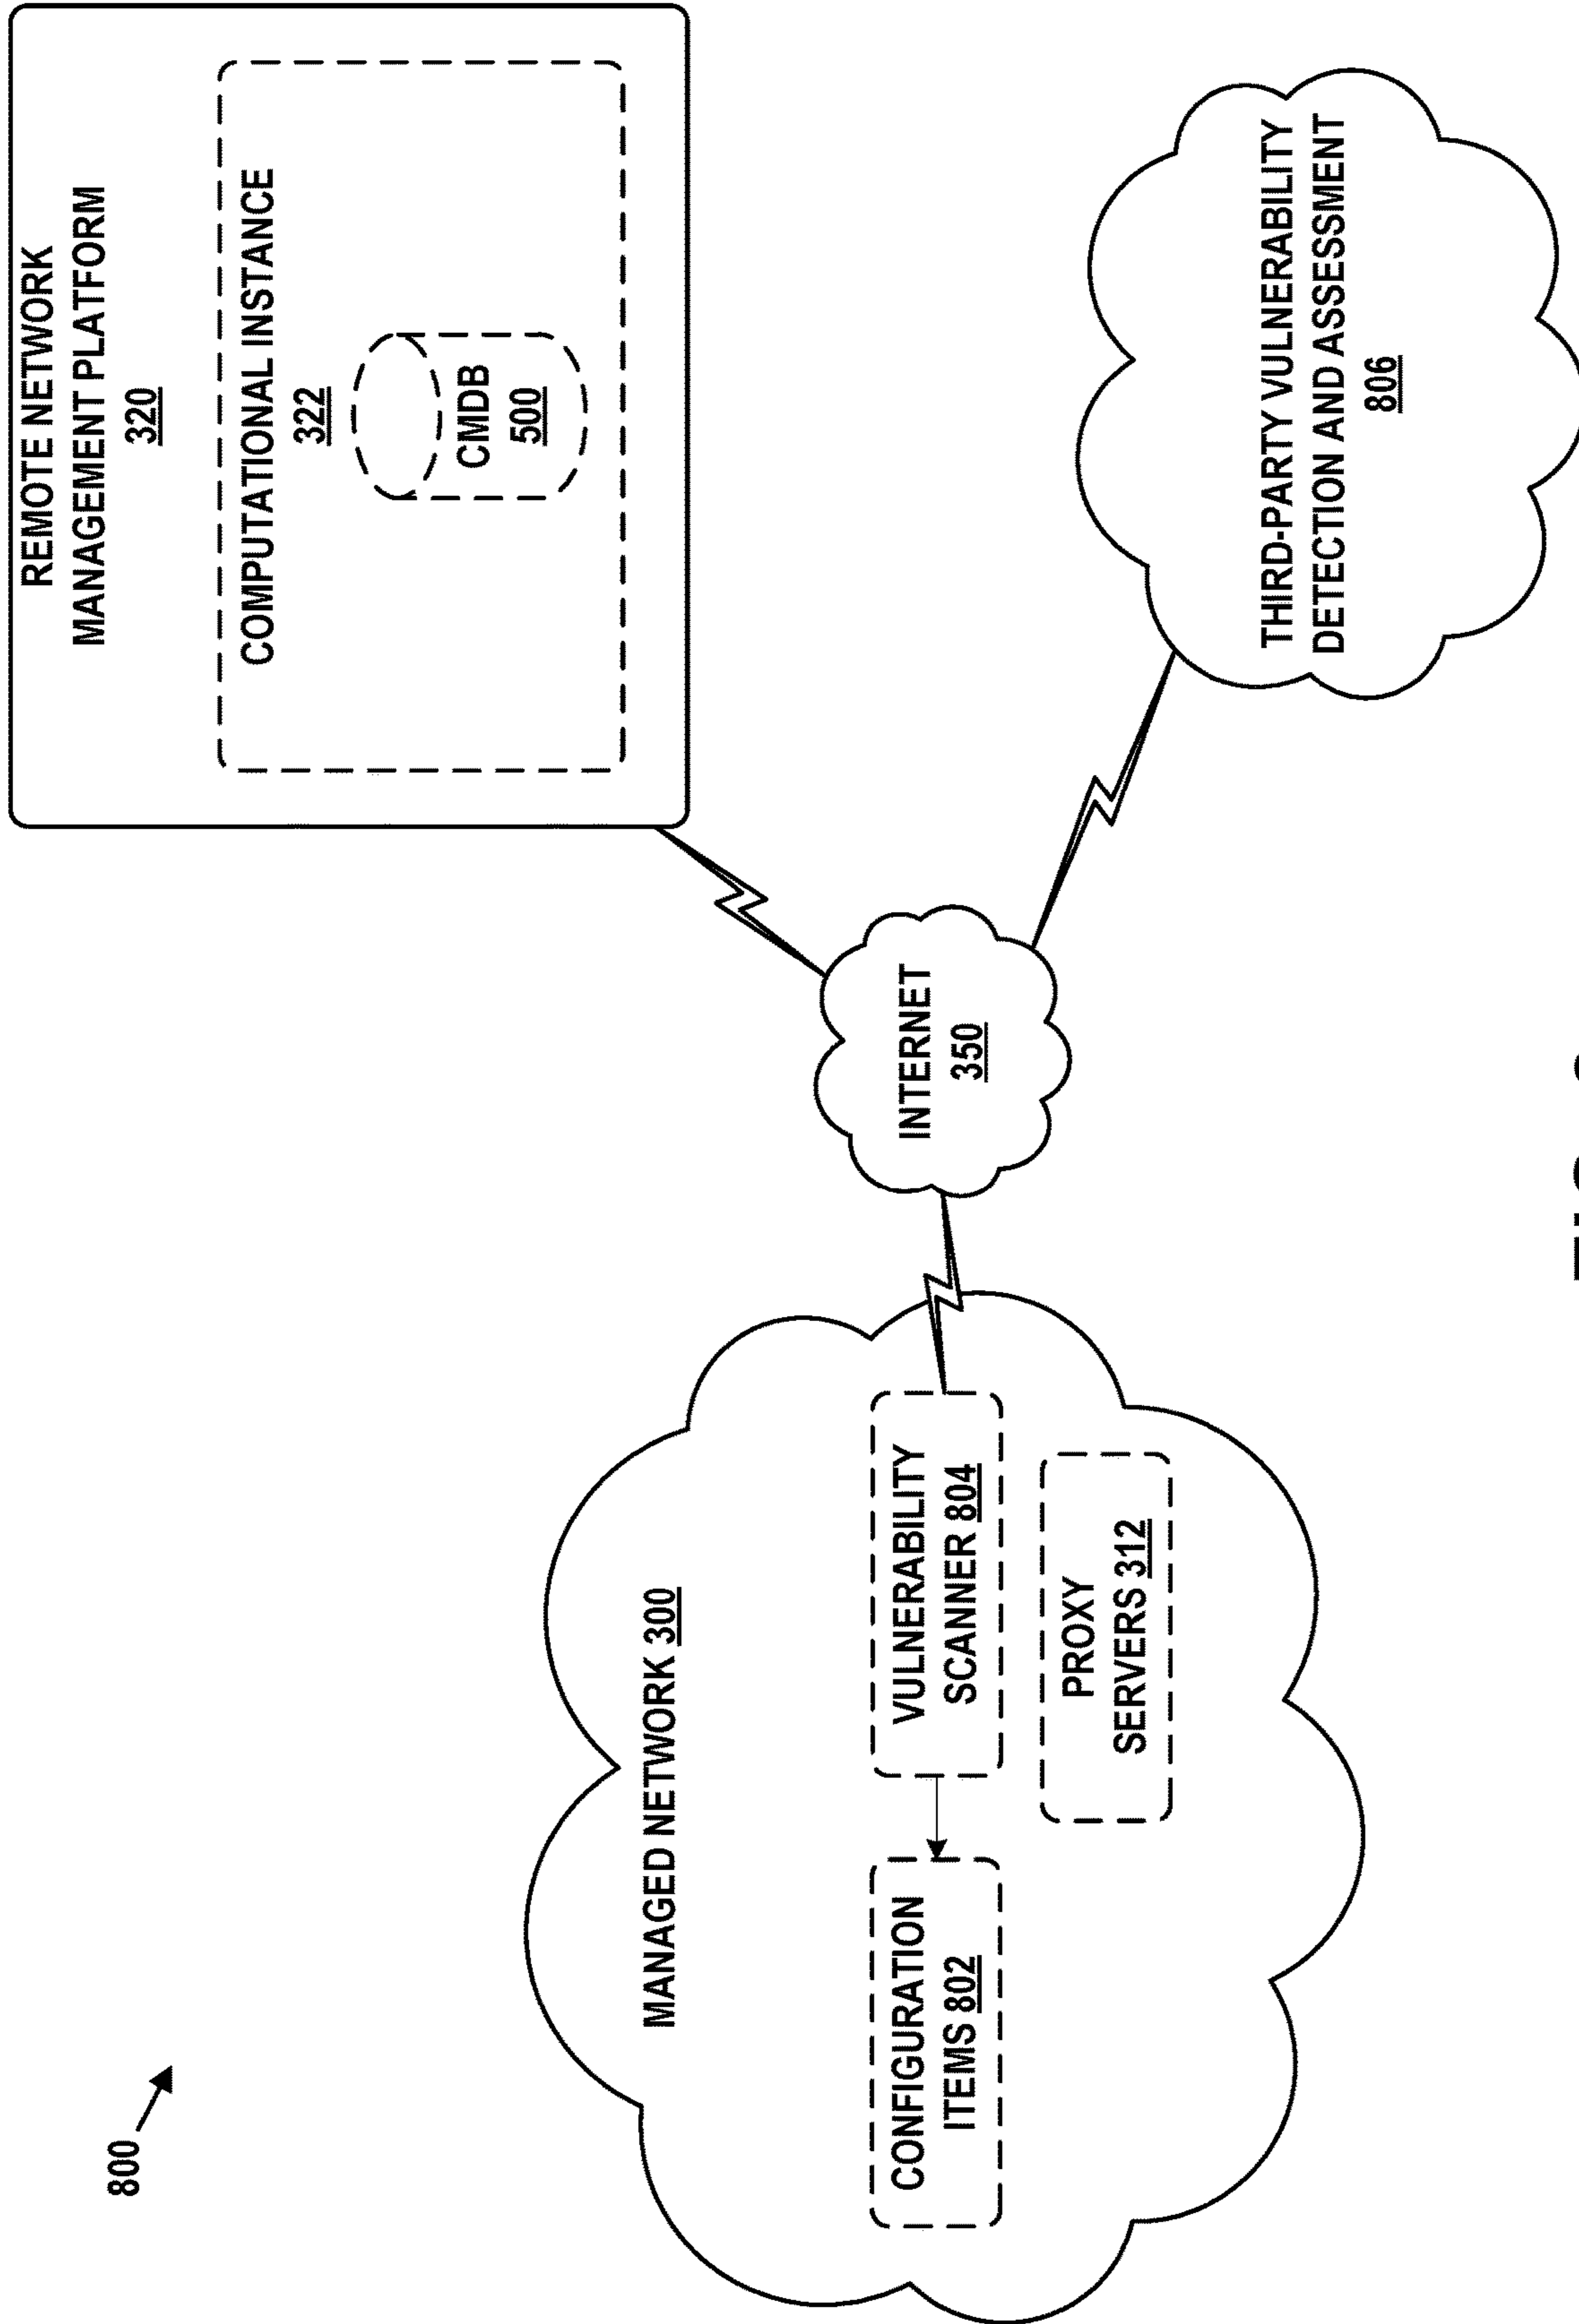 800
MANAGED NETWORK 300
CONFIGURATION
ITEMS 802
VULNERABILITY
SCANNER 804
PROXY
SERVERS 312
INTERNET
350
REMOTE NETWORK
MANAGEMENT PLATFORM
320
COMPUTATIONAL INSTANCE
322
CMDB
500
THIRD-PARTY VULNERABILITY
DETECTION AND ASSESSMENT
806